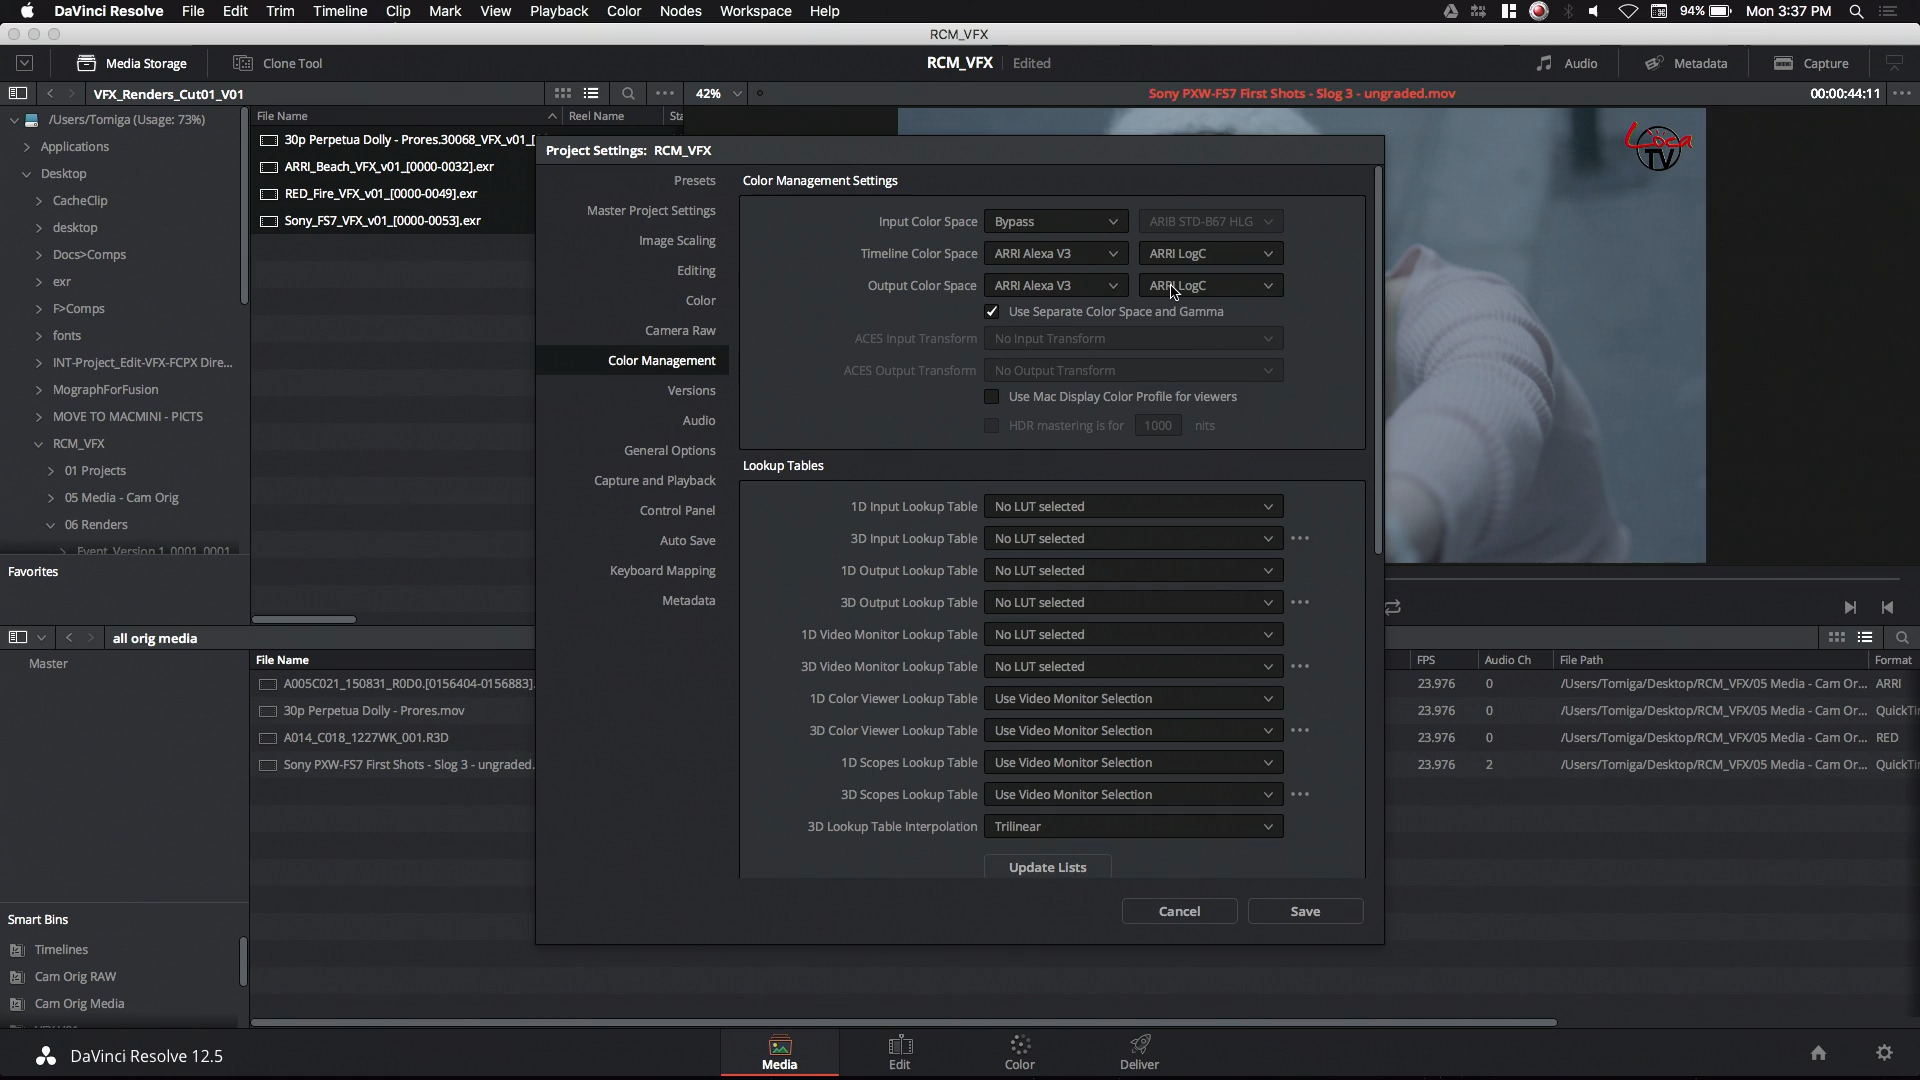 DaVinci Resolve File Edit Trim Timeline Clip Mark View Playback Color Nodes Workspace Help 94% Mon 3:37 PM
RCM_VFX
Media Storage Clone Tool RCM_VFX Edited Audio Metadata Capture
VFX_Renders_Cut01_V01 42% Sony PXW-FS7 First Shots - Slog 3 - ungraded.mov 00:00:44:11
/Users/Tomiga (Usage: 73%)
Applications
Desktop
CacheClip
desktop
Docs>Comps
exr
F>Comps
fonts
INT-Project_Edit-VFX-FCPX Dire...
MographForFusion
MOVE TO MACMINI - PICTS
RCM_VFX
01 Projects
05 Media - Cam Orig
06 Renders
Event_Version 1_0001_0001
Favorites
File Name Reel Name Sta
30p Perpetua Dolly - Prores.30068_VFX_v01_[
ARRI_Beach_VFX_v01_[0000-0032].exr
RED_Fire_VFX_v01_[0000-0049].exr
Sony_FS7_VFX_v01_[0000-0053].exr
Loca
TV
Project Settings: RCM_VFX
Presets
Master Project Settings
Image Scaling
Editing
Color
Camera Raw
Color Management
Versions
Audio
General Options
Capture and Playback
Control Panel
Auto Save
Keyboard Mapping
Metadata
Color Management Settings
Input Color Space Bypass ARIB STD-B67 HLG
Timeline Color Space ARRI Alexa V3 ARRI LogC
Output Color Space ARRI Alexa V3 ARRI LogC
Use Separate Color Space and Gamma
ACES Input Transform No Input Transform
ACES Output Transform No Output Transform
Use Mac Display Color Profile for viewers
HDR mastering is for 1000 nits
Lookup Tables
1D Input Lookup Table No LUT selected
3D Input Lookup Table No LUT selected
1D Output Lookup Table No LUT selected
3D Output Lookup Table No LUT selected
1D Video Monitor Lookup Table No LUT selected
3D Video Monitor Lookup Table No LUT selected
1D Color Viewer Lookup Table Use Video Monitor Selection
3D Color Viewer Lookup Table Use Video Monitor Selection
1D Scopes Lookup Table Use Video Monitor Selection
3D Scopes Lookup Table Use Video Monitor Selection
3D Lookup Table Interpolation Trilinear
Update Lists
Cancel Save
all orig media
Master
File Name FPS Audio Ch File Path Format
A005C021_150831_R0D0.[0156404-0156883]. 23.976 0 /Users/Tomiga/Desktop/RCM_VFX/05 Media - Cam Or... ARRI
30p Perpetua Dolly - Prores.mov 23.976 0 /Users/Tomiga/Desktop/RCM_VFX/05 Media - Cam Or... QuickTi
A014_C018_1227WK_001.R3D 23.976 0 /Users/Tomiga/Desktop/RCM_VFX/05 Media - Cam Or... RED
Sony PXW-FS7 First Shots - Slog 3 - ungraded. 23.976 2 /Users/Tomiga/Desktop/RCM_VFX/05 Media - Cam Or... QuickTi
Smart Bins
Timelines
Cam Orig RAW
Cam Orig Media
DaVinci Resolve 12.5
Media Edit Color Deliver